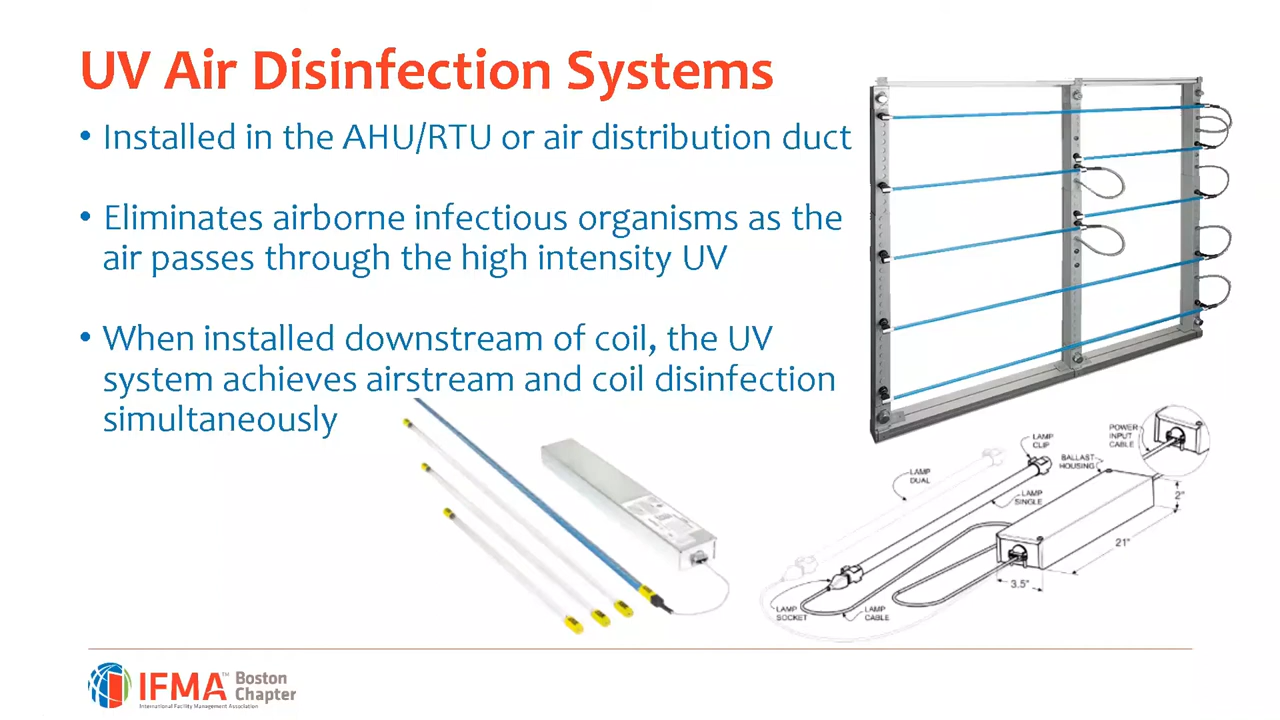 UV Air Disinfection Systems
• Installed in the AHU/RTU or air distribution duct
• Eliminates airborne infectious organisms as the
air passes through the high intensity UV
• When installed downstream of coil, the UV
system achieves airstream and coil disinfection
simultaneously
LAMP
CLIP
POWER
INPUT
CABLE
BALLAST
HOUSING
LAMP
DUAL
LAMP
SINGLE
2"
21"
3.5"
LAMP
SOCKET
LAMP
CABLE
IFMA™
Boston
Chapter
International Facility Management Association